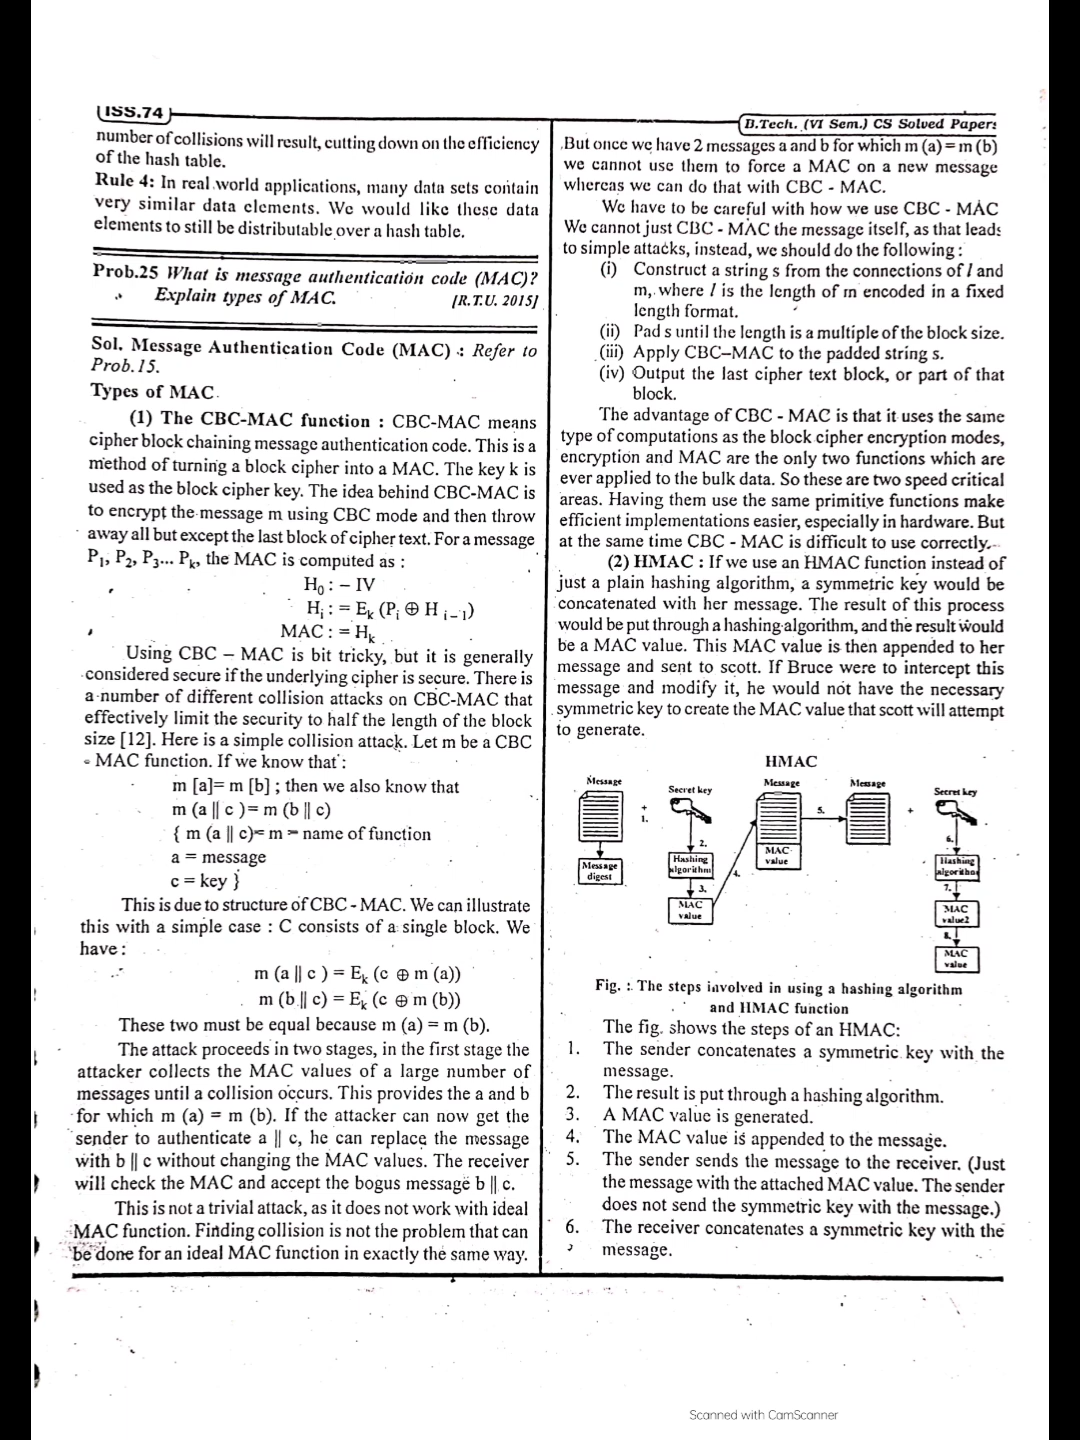 ISS.74
B.Tech. (VI Sem.) CS Solved Papers
number of collisions will result, cutting down on the efficiency
of the hash table.
Rule 4: In real world applications, many data sets contain
very similar data elements. We would like these data
elements to still be distributable over a hash table.
Prob.25 What is message authentication code (MAC)?
Explain types of MAC. [R.T.U. 2015]
Sol. Message Authentication Code (MAC) : Refer to
Prob.15.
Types of MAC
(1) The CBC-MAC function : CBC-MAC means
cipher block chaining message authentication code. This is a
method of turning a block cipher into a MAC. The key k is
used as the block cipher key. The idea behind CBC-MAC is
to encrypt the message m using CBC mode and then throw
away all but except the last block of cipher text. For a message
P₁, P₂, P₃... Pₖ, the MAC is computed as :
H₀ : – IV
Hᵢ : = Eₖ (Pᵢ ⊕ H ᵢ₋₁)
MAC : = Hₖ
Using CBC – MAC is bit tricky, but it is generally
considered secure if the underlying cipher is secure. There is
a number of different collision attacks on CBC-MAC that
effectively limit the security to half the length of the block
size [12]. Here is a simple collision attack. Let m be a CBC
- MAC function. If we know that :
m [a]= m [b] ; then we also know that
m (a || c )= m (b || c)
{ m (a || c)= m = name of function
a = message
c = key }
This is due to structure of CBC - MAC. We can illustrate
this with a simple case : C consists of a single block. We
have :
m (a || c ) = Eₖ (c ⊕ m (a))
m (b || c) = Eₖ (c ⊕ m (b))
These two must be equal because m (a) = m (b).
The attack proceeds in two stages, in the first stage the
attacker collects the MAC values of a large number of
messages until a collision occurs. This provides the a and b
for which m (a) = m (b). If the attacker can now get the
sender to authenticate a || c, he can replace the message
with b || c without changing the MAC values. The receiver
will check the MAC and accept the bogus message b || c.
This is not a trivial attack, as it does not work with ideal
MAC function. Finding collision is not the problem that can
be done for an ideal MAC function in exactly the same way.
But once we have 2 messages a and b for which m (a) = m (b)
we cannot use them to force a MAC on a new message
whereas we can do that with CBC - MAC.
We have to be careful with how we use CBC - MAC
We cannot just CBC - MAC the message itself, as that leads
to simple attacks, instead, we should do the following :
(i) Construct a string s from the connections of l and
m, where l is the length of m encoded in a fixed
length format.
(ii) Pad s until the length is a multiple of the block size.
(iii) Apply CBC–MAC to the padded string s.
(iv) Output the last cipher text block, or part of that
block.
The advantage of CBC - MAC is that it uses the same
type of computations as the block cipher encryption modes,
encryption and MAC are the only two functions which are
ever applied to the bulk data. So these are two speed critical
areas. Having them use the same primitive functions make
efficient implementations easier, especially in hardware. But
at the same time CBC - MAC is difficult to use correctly.
(2) HMAC : If we use an HMAC function instead of
just a plain hashing algorithm, a symmetric key would be
concatenated with her message. The result of this process
would be put through a hashing algorithm, and the result would
be a MAC value. This MAC value is then appended to her
message and sent to scott. If Bruce were to intercept this
message and modify it, he would not have the necessary
symmetric key to create the MAC value that scott will attempt
to generate.
HMAC
Message Secret key Message Message Secret key
+ 1. 5. +
2. 6.
Message digest
Hashing algorithm
MAC value
4.
Hashing algorithm
3. 7.
MAC value
MAC value2
8.
MAC value
Fig. : The steps involved in using a hashing algorithm
and HMAC function
The fig. shows the steps of an HMAC:
1. The sender concatenates a symmetric key with the
message.
2. The result is put through a hashing algorithm.
3. A MAC value is generated.
4. The MAC value is appended to the message.
5. The sender sends the message to the receiver. (Just
the message with the attached MAC value. The sender
does not send the symmetric key with the message.)
6. The receiver concatenates a symmetric key with the
message.
Scanned with CamScanner